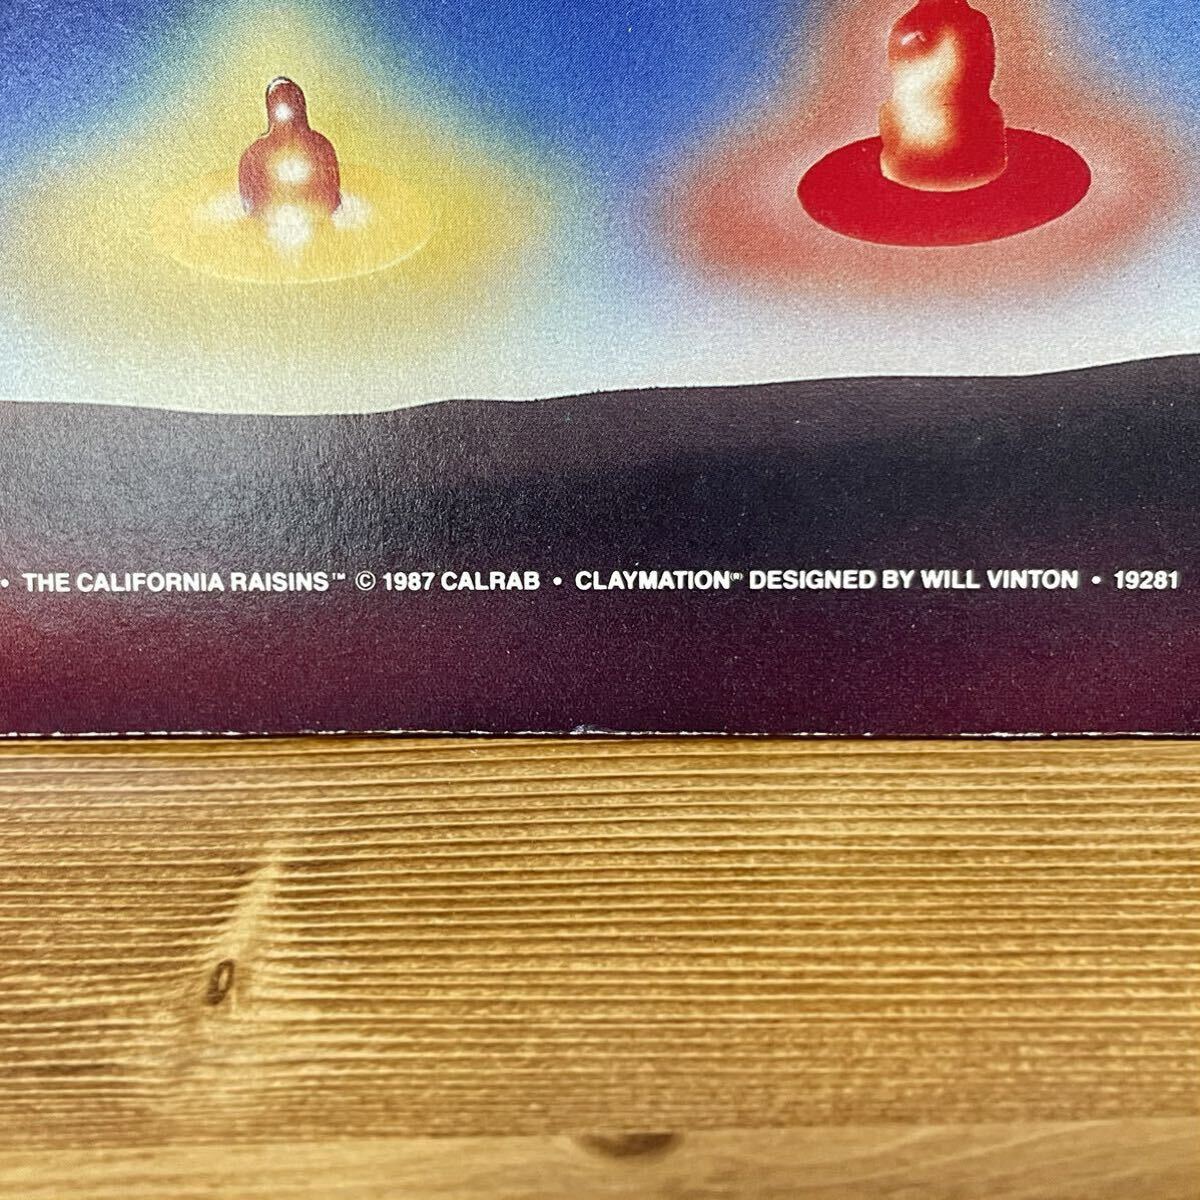 • THE CALIFORNIA RAISINS™ © 1987 CALRAB • CLAYMATION® DESIGNED BY WILL VINTON • 19281